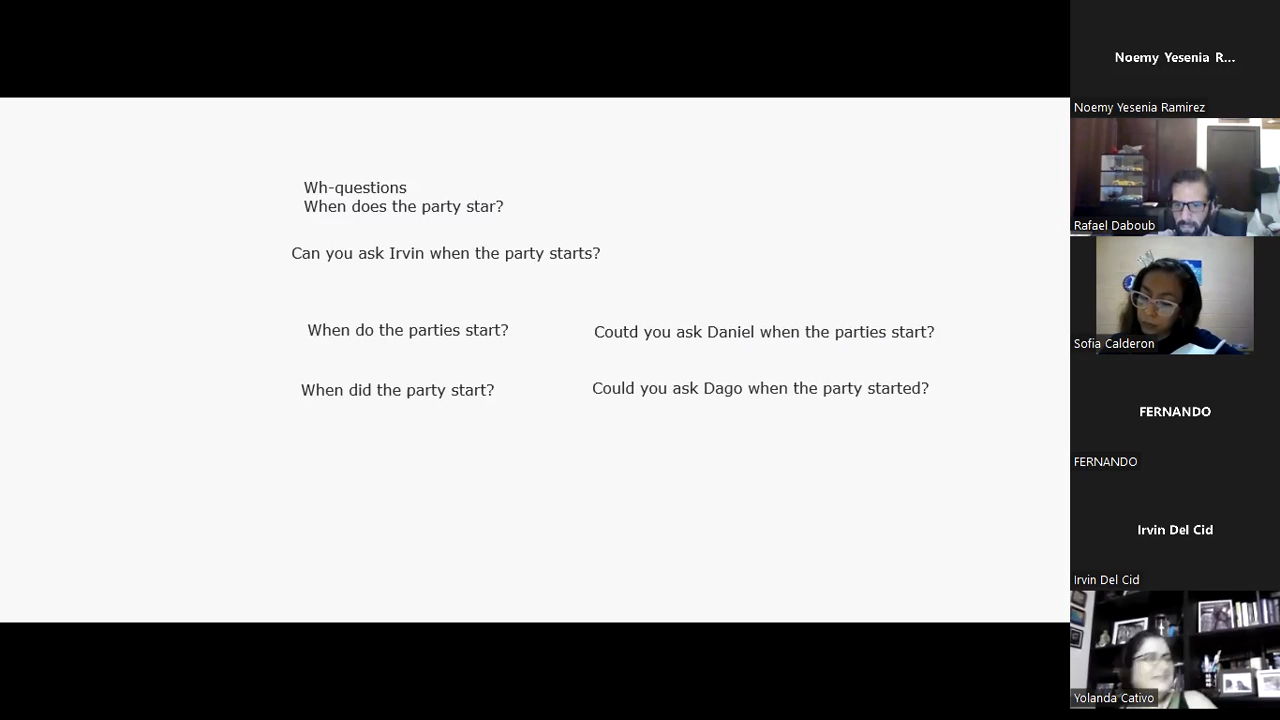 Wh-questions
When does the party star?
Can you ask Irvin when the party starts?
When do the parties start?
Coutd you ask Daniel when the parties start?
When did the party start?
Could you ask Dago when the party started?
Noemy Yesenia R...
Noemy Yesenia Ramirez
Rafael Daboub
Sofia Calderon
FERNANDO
FERNANDO
Irvin Del Cid
Irvin Del Cid
Yolanda Cativo